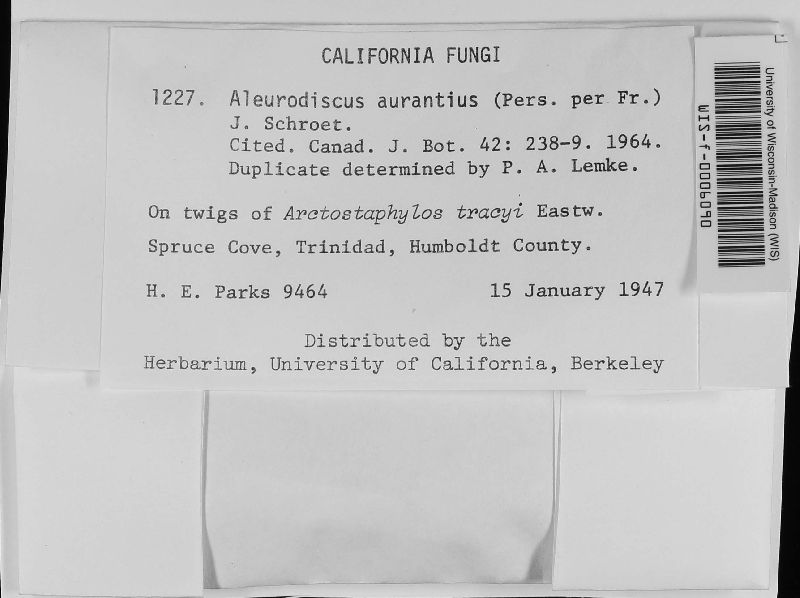 CALIFORNIA FUNGI
1227. Aleurodiscus aurantius (Pers. per Fr.)
J. Schroet.
Cited. Canad. J. Bot. 42: 238-9. 1964.
Duplicate determined by P. A. Lemke.
On twigs of Arctostaphylos tracyi Eastw.
Spruce Cove, Trinidad, Humboldt County.
H. E. Parks 9464 15 January 1947
Distributed by the
Herbarium, University of California, Berkeley
University of Wisconsin-Madison (WIS)
WIS-f-0006090